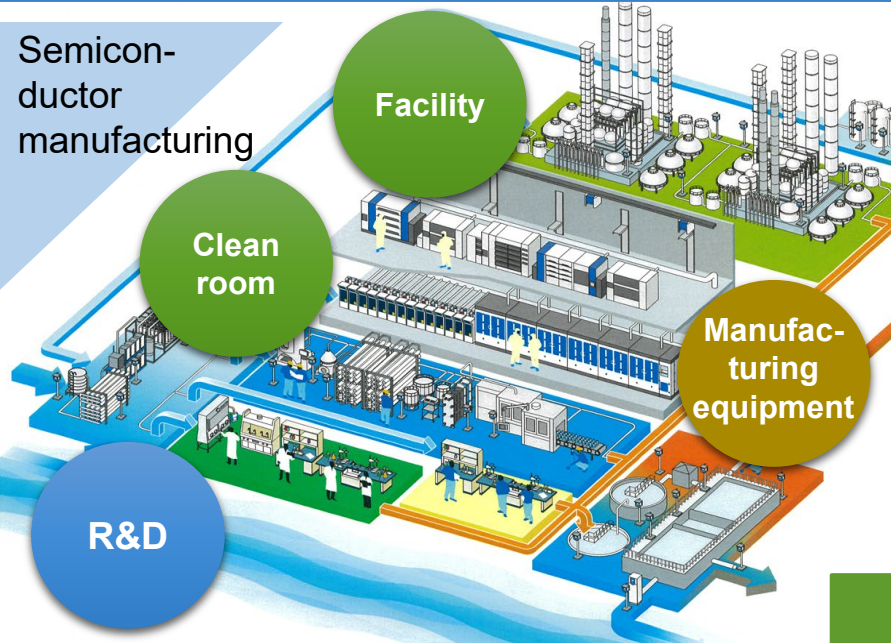 Semicon-
ductor
manufacturing
Facility
Clean
room
Manufac-
turing
equipment
R&D